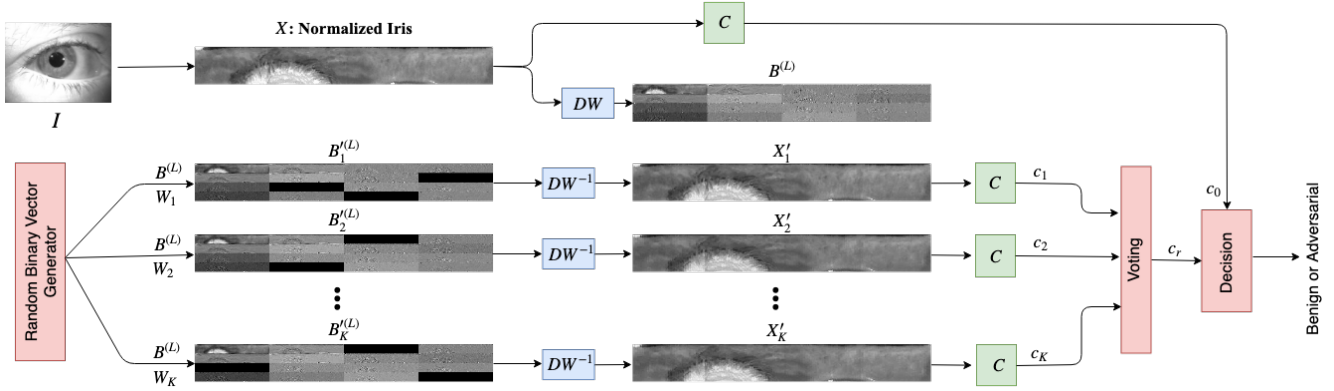 X: Normalized Iris
C
I
DW
B^(L)
Random Binary Vector
Generator
B^(L)
W_1
B'_1^(L)
DW^-1
X'_1
C
c_1
B^(L)
W_2
B'_2^(L)
DW^-1
X'_2
C
c_2
B^(L)
W_K
B'_K^(L)
DW^-1
X'_K
C
c_K
Voting
c_r
c_0
Decision
Benign or Adversarial